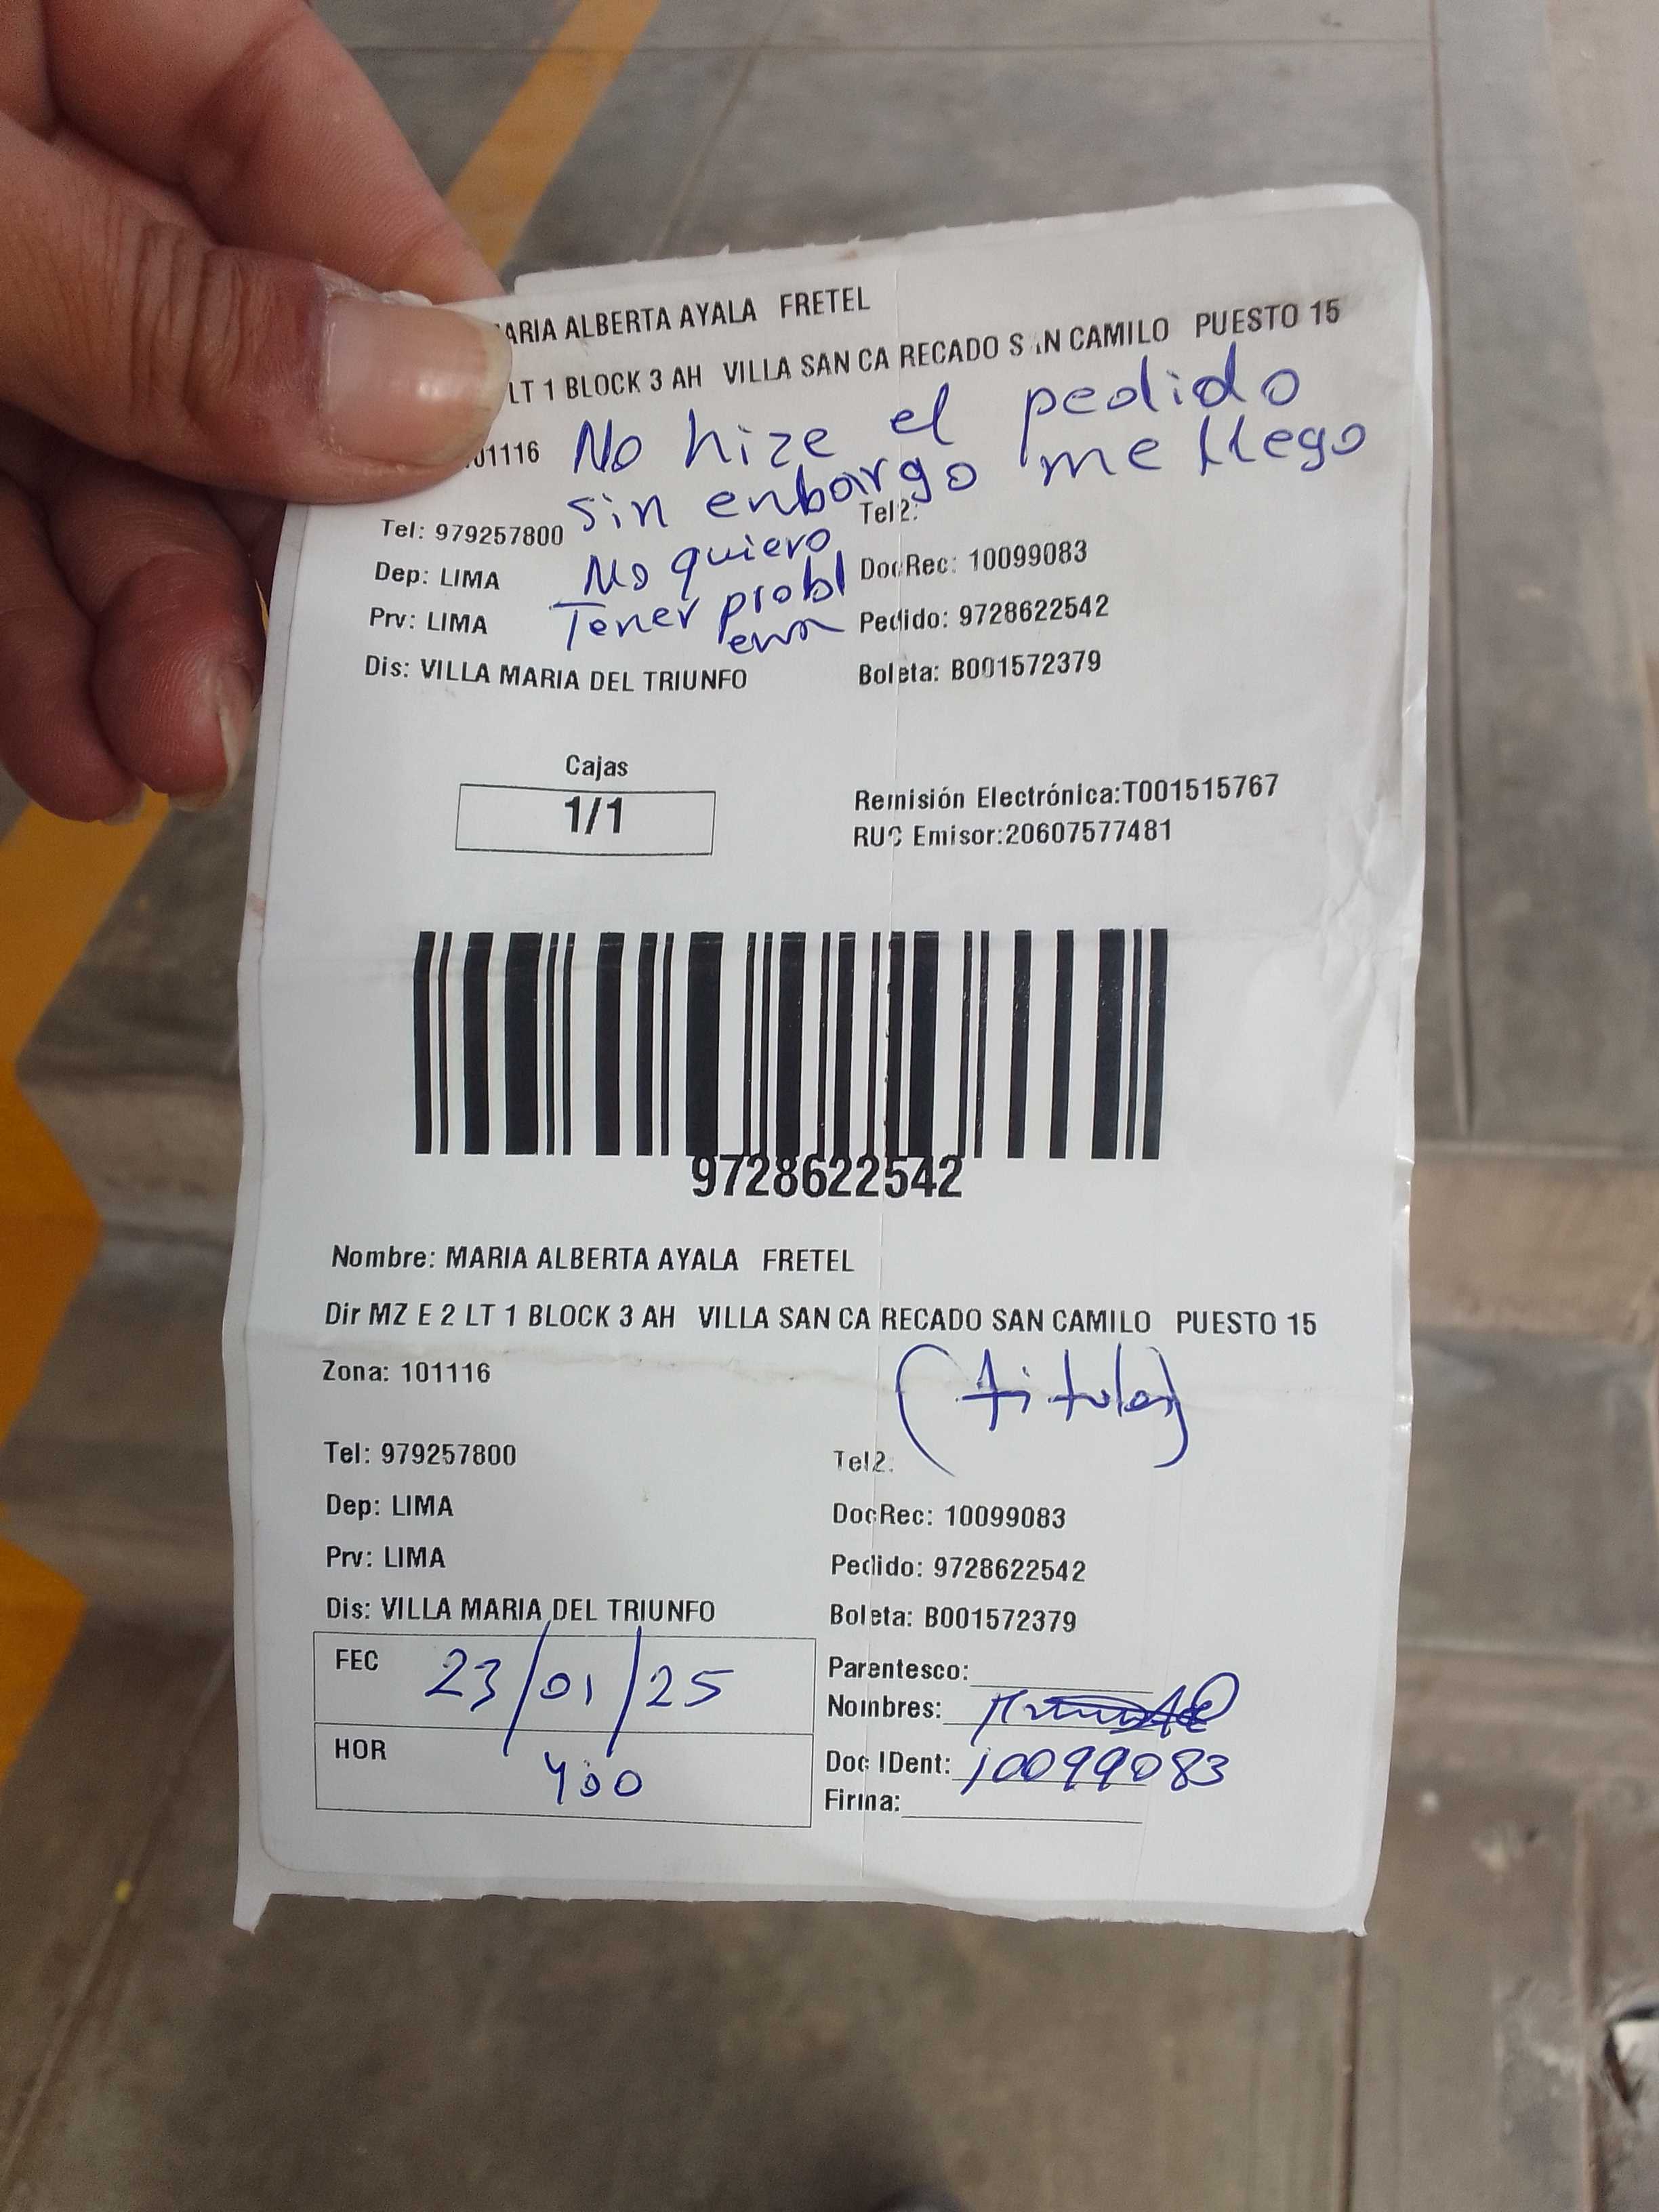 ARIA ALBERTA AYALA FRETEL
LT 1 BLOCK 3 AH VILLA SAN CA RECADO SAN CAMILO PUESTO 15
01116
No hize el pedido
sin enbargo me llego
No quiero
Tener probl
ema
Tel: 979257800 Tel2:
Dep: LIMA DocRec: 10099083
Prv: LIMA Pedido: 9728622542
Dis: VILLA MARIA DEL TRIUNFO Boleta: B001572379
Cajas
1/1
Remisión Electrónica:T001515767
RUC Emisor:20607577481
9728622542
Nombre: MARIA ALBERTA AYALA FRETEL
Dir MZ E 2 LT 1 BLOCK 3 AH VILLA SAN CA RECADO SAN CAMILO PUESTO 15
Zona: 101116
(titular)
Tel: 979257800 Tel2:
Dep: LIMA DocRec: 10099083
Prv: LIMA Pedido: 9728622542
Dis: VILLA MARIA DEL TRIUNFO Boleta: B001572379
FEC 23/01/25
HOR
Parentesco:
Nombres:
Doc IDent: 10099083
Firma: